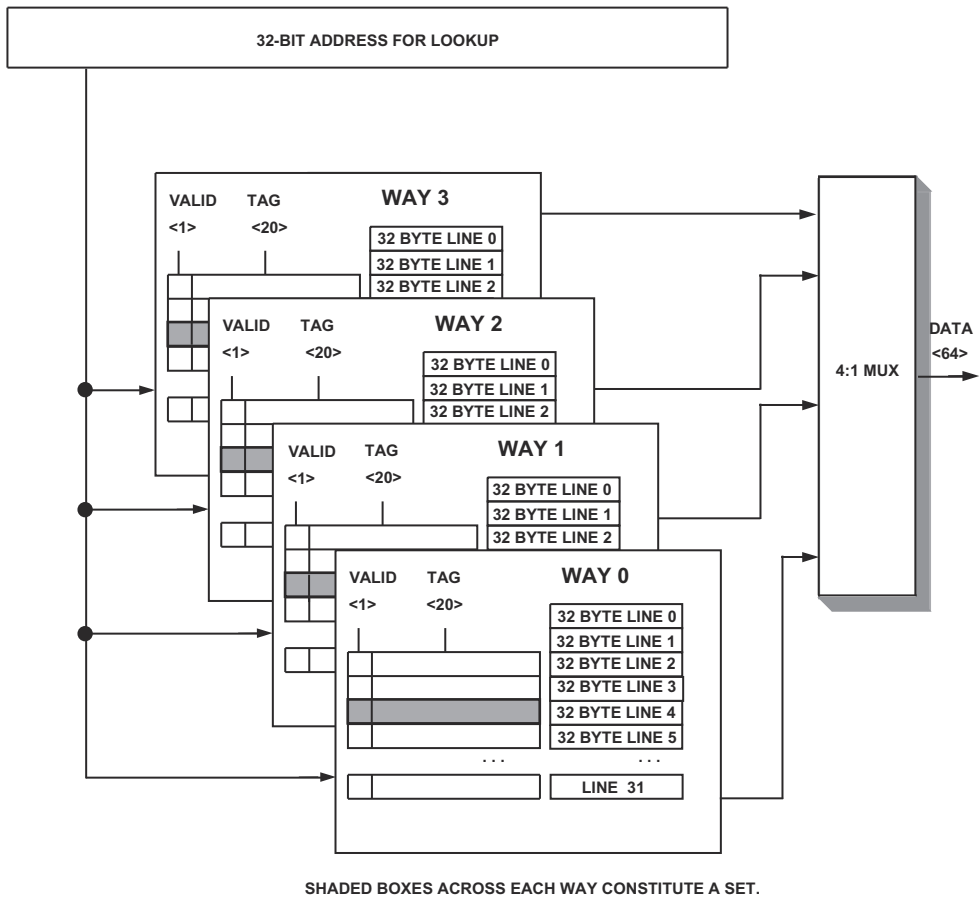 32-BIT ADDRESS FOR LOOKUP
VALID TAG WAY 3
<1> <20>
32 BYTE LINE 0
32 BYTE LINE 1
32 BYTE LINE 2
VALID TAG WAY 2
<1> <20>
32 BYTE LINE 0
32 BYTE LINE 1
32 BYTE LINE 2
VALID TAG WAY 1
<1> <20>
32 BYTE LINE 0
32 BYTE LINE 1
32 BYTE LINE 2
VALID TAG WAY 0
<1> <20>
32 BYTE LINE 0
32 BYTE LINE 1
32 BYTE LINE 2
32 BYTE LINE 3
32 BYTE LINE 4
32 BYTE LINE 5
. . . . . .
LINE 31
4:1 MUX
DATA
<64>
SHADED BOXES ACROSS EACH WAY CONSTITUTE A SET.